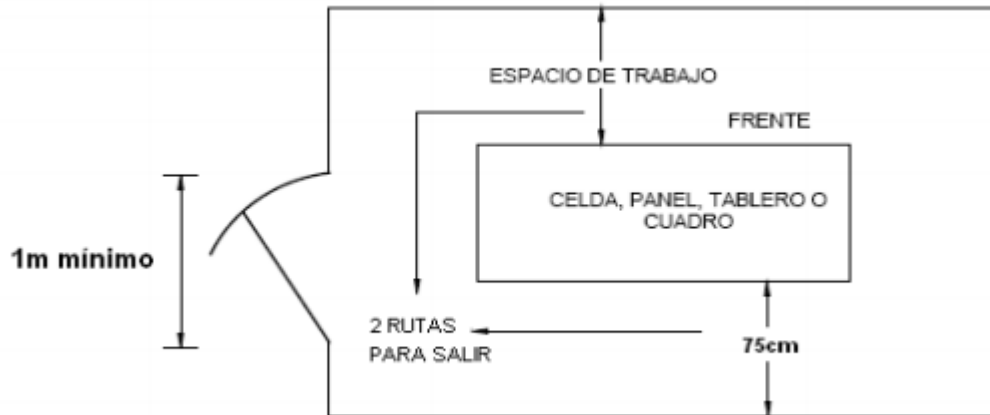 ESPACIO DE TRABAJO
FRENTE
CELDA, PANEL, TABLERO O
CUADRO
1m mínimo
2 RUTAS
PARA SALIR
75cm